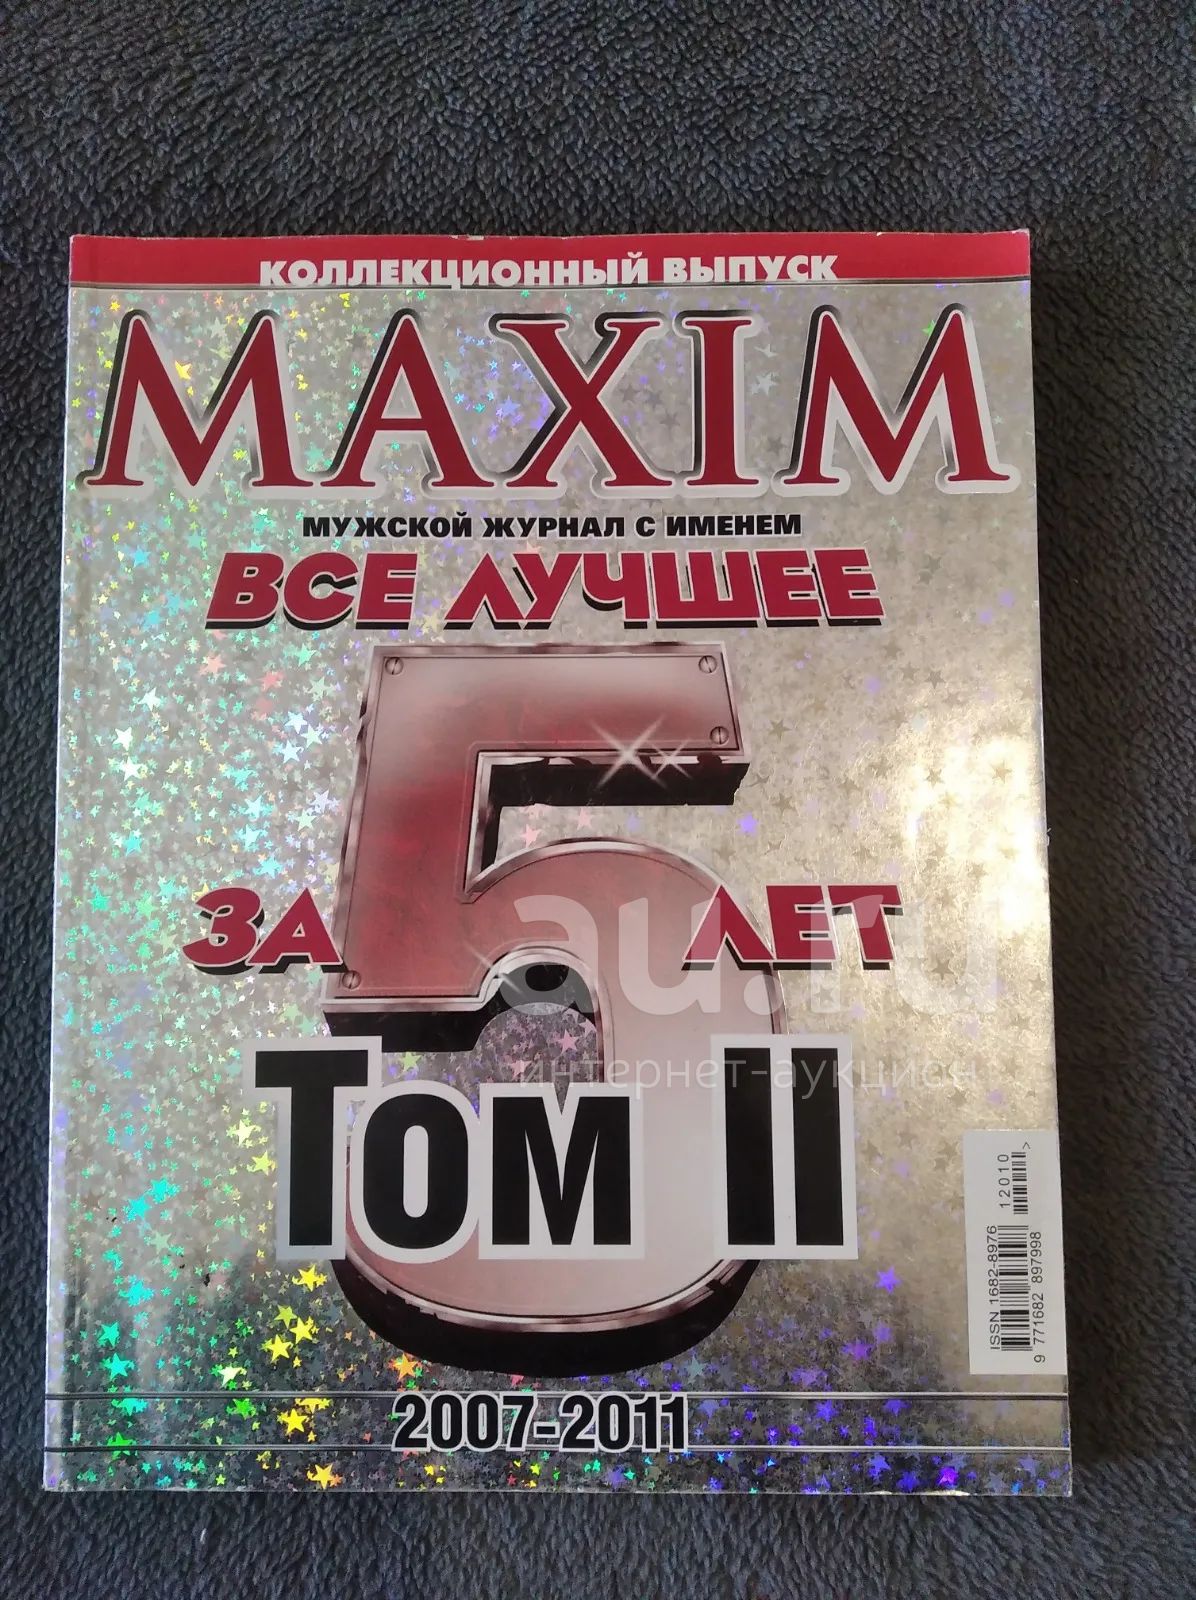 КОЛЛЕКЦИОННЫЙ ВЫПУСК
MAXIM
МУЖСКОЙ ЖУРНАЛ С ИМЕНЕМ
ВСЕ ЛУЧШЕЕ
ЗА 5 ЛЕТ
au.ru
интернет-аукцион
Том II
12010 >
ISSN 1682-8976
9 771682 897998
2007-2011